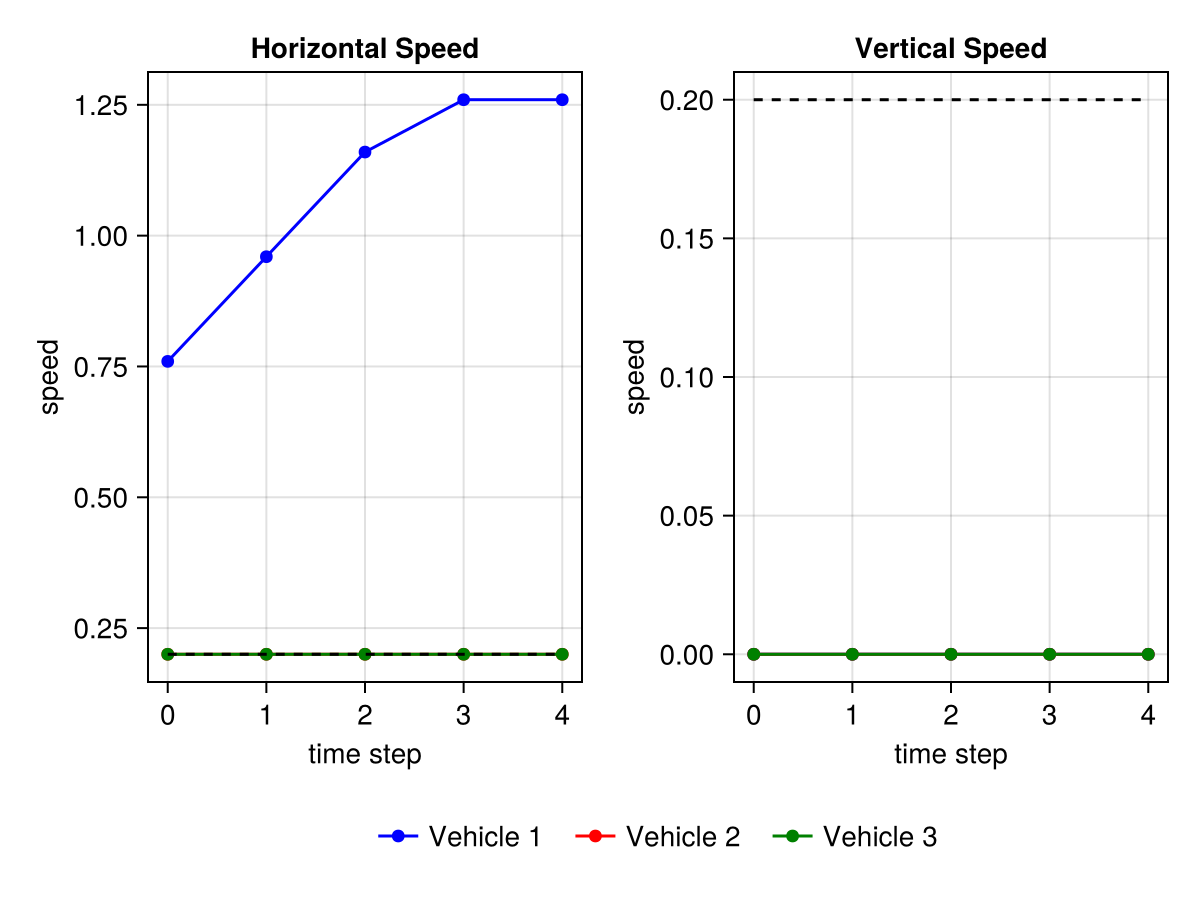 Horizontal Speed
speed
1.25
1.00
0.75
0.50
0.25
0 1 2 3 4
time step
Vertical Speed
speed
0.20
0.15
0.10
0.05
0.00
0 1 2 3 4
time step
Vehicle 1 Vehicle 2 Vehicle 3